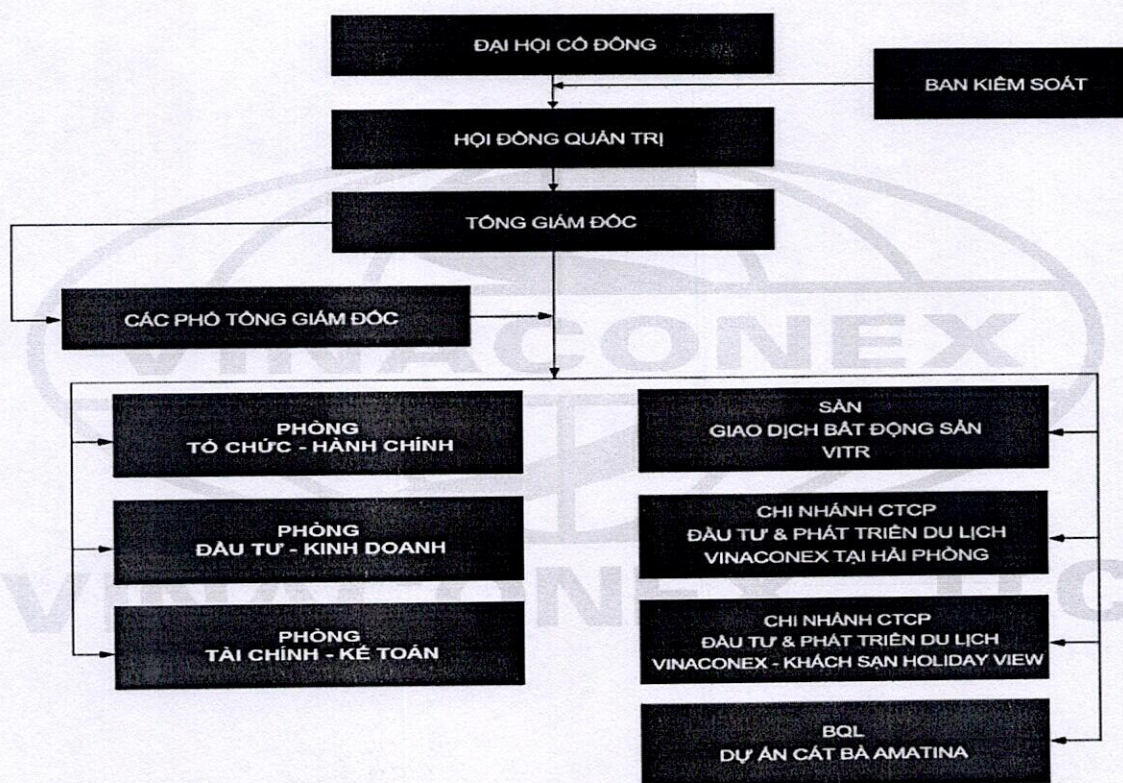 ĐẠI HỘI CỔ ĐÔNG
BAN KIỂM SOÁT
HỘI ĐỒNG QUẢN TRỊ
TỔNG GIÁM ĐỐC
CÁC PHÓ TỔNG GIÁM ĐỐC
VINACONEX
PHÒNG
TỔ CHỨC - HÀNH CHÍNH
PHÒNG
ĐẦU TƯ - KINH DOANH
PHÒNG
TÀI CHÍNH - KẾ TOÁN
SÀN
GIAO DỊCH BẤT ĐỘNG SẢN
VITR
CHI NHÁNH CTCP
ĐẦU TƯ & PHÁT TRIỂN DU LỊCH
VINACONEX TẠI HẢI PHÒNG
CHI NHÁNH CTCP
ĐẦU TƯ & PHÁT TRIỂN DU LỊCH
VINACONEX - KHÁCH SẠN HOLIDAY VIEW
BQL
DỰ ÁN CÁT BÀ AMATINA